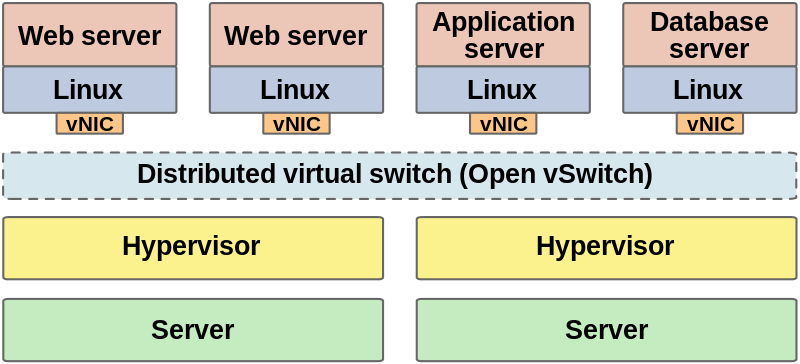 Web server
Web server
Application
server
Database
server
Linux
Linux
Linux
Linux
vNIC
vNIC
vNIC
vNIC
Distributed virtual switch (Open vSwitch)
Hypervisor
Hypervisor
Server
Server